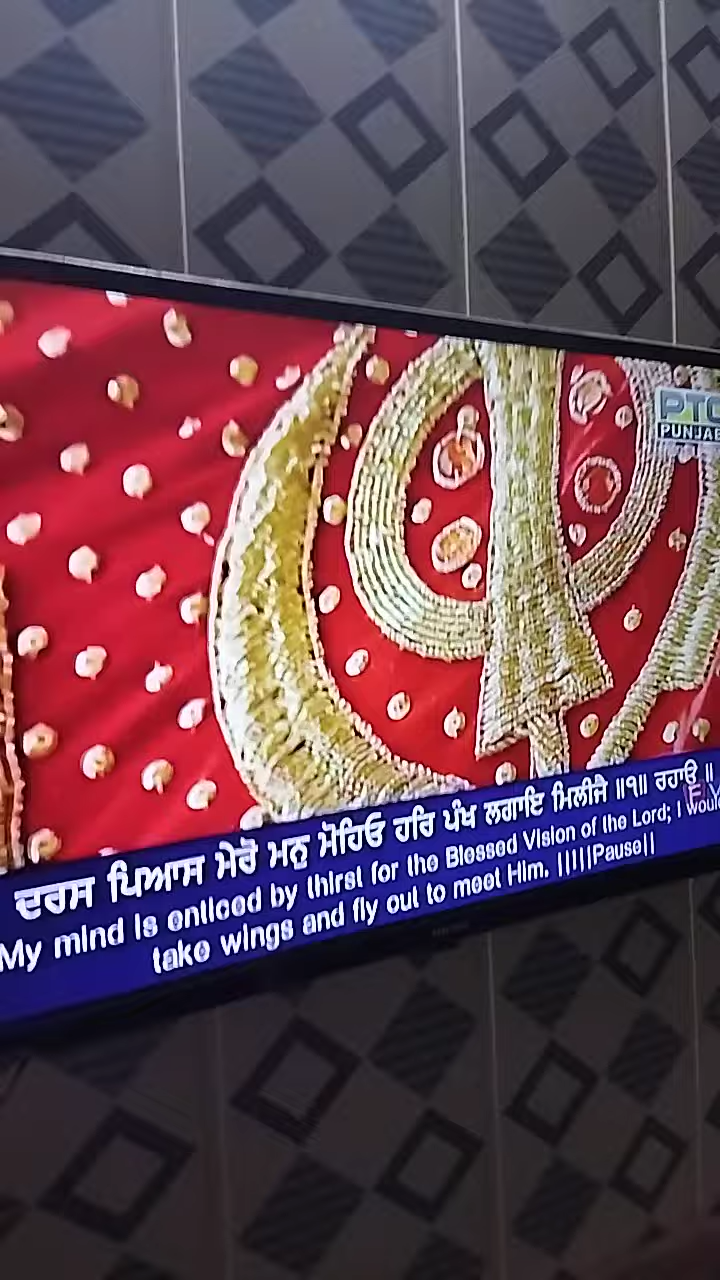 PTC
PUNJAB
ਦਰਸ ਪਿਆਸ ਮੇਰੋ ਮਨੁ ਮੋਹਿਓ ਹਰਿ ਪੰਖ ਲਗਾਇ ਮਿਲੀਜੈ ॥੧॥ ਰਹਾਉ ॥
My mind is enticed by thirst for the Blessed Vision of the Lord; I would
take wings and fly out to meet Him. ||||Pause||